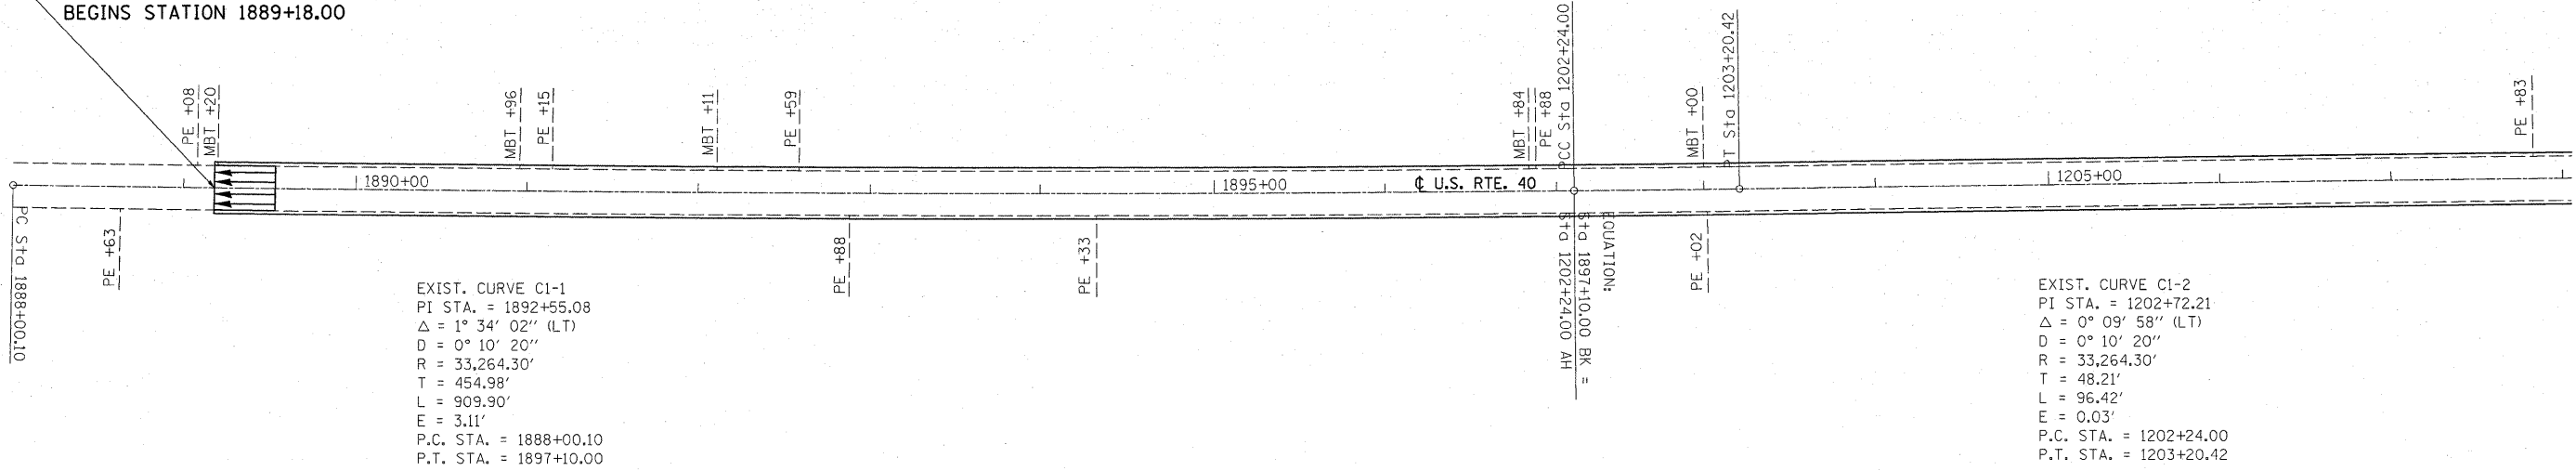 BEGINS STATION 1889+18.00
PE +08
MBT +20
MBT +96
PE +15
MBT +11
PE +59
MBT +84
PE +88
PCC Sta 1202+24.00
MBT +00
PT Sta 1203+20.42
PE +83
1890+00
1895+00
℄ U.S. RTE. 40
1205+00
PC Sta 1888+00.10
PE +63
PE +88
PE +33
EQUATION:
Sta 1897+10.00 BK =
Sta 1202+24.00 AH
PE +02
EXIST. CURVE C1-1
PI STA. = 1892+55.08
Δ = 1° 34' 02'' (LT)
D = 0° 10' 20''
R = 33,264.30'
T = 454.98'
L = 909.90'
E = 3.11'
P.C. STA. = 1888+00.10
P.T. STA. = 1897+10.00
EXIST. CURVE C1-2
PI STA. = 1202+72.21
Δ = 0° 09' 58'' (LT)
D = 0° 10' 20''
R = 33,264.30'
T = 48.21'
L = 96.42'
E = 0.03'
P.C. STA. = 1202+24.00
P.T. STA. = 1203+20.42